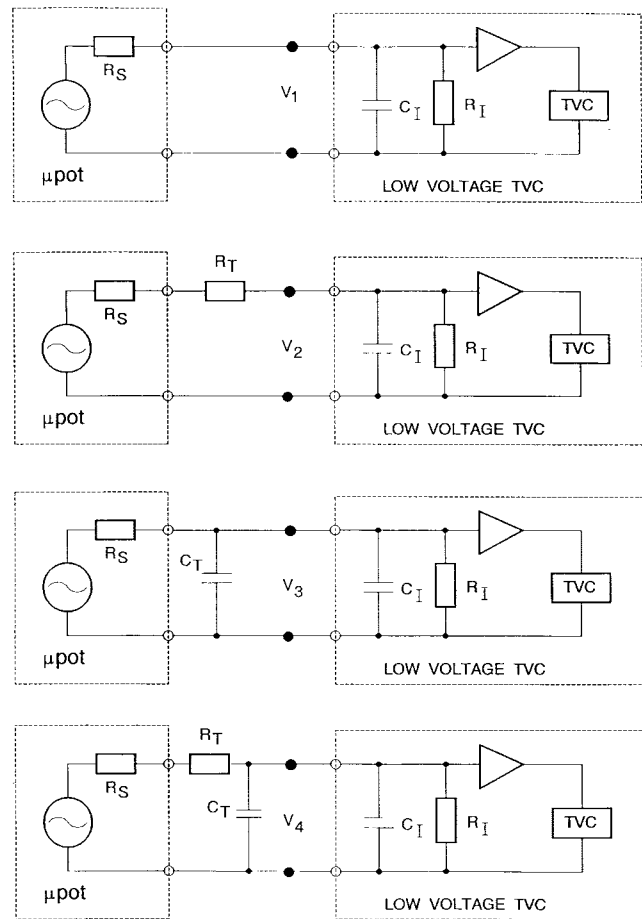 R_S
V_1
C_I
R_I
TVC
μpot
LOW VOLTAGE TVC
R_T
R_S
V_2
C_I
R_I
TVC
μpot
LOW VOLTAGE TVC
R_S
C_T
V_3
C_I
R_I
TVC
μpot
LOW VOLTAGE TVC
R_T
R_S
C_T
V_4
C_I
R_I
TVC
μpot
LOW VOLTAGE TVC